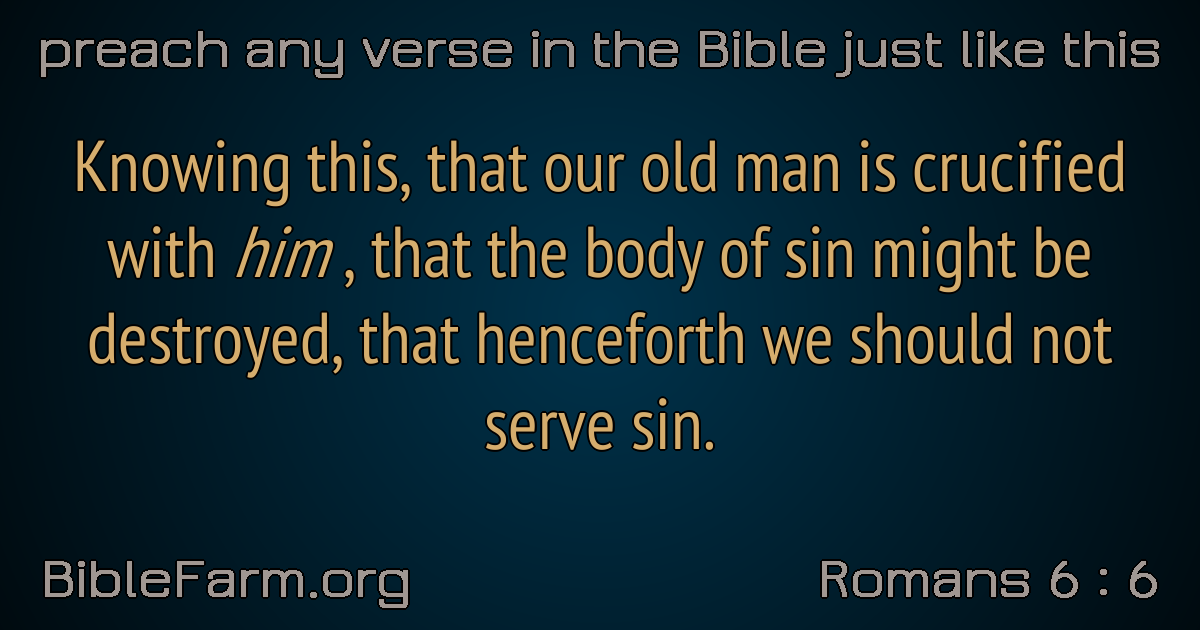 preach any verse in the Bible just like this
Knowing this, that our old man is crucified
with him , that the body of sin might be
destroyed, that henceforth we should not
serve sin.
BibleFarm.org
Romans 6 : 6